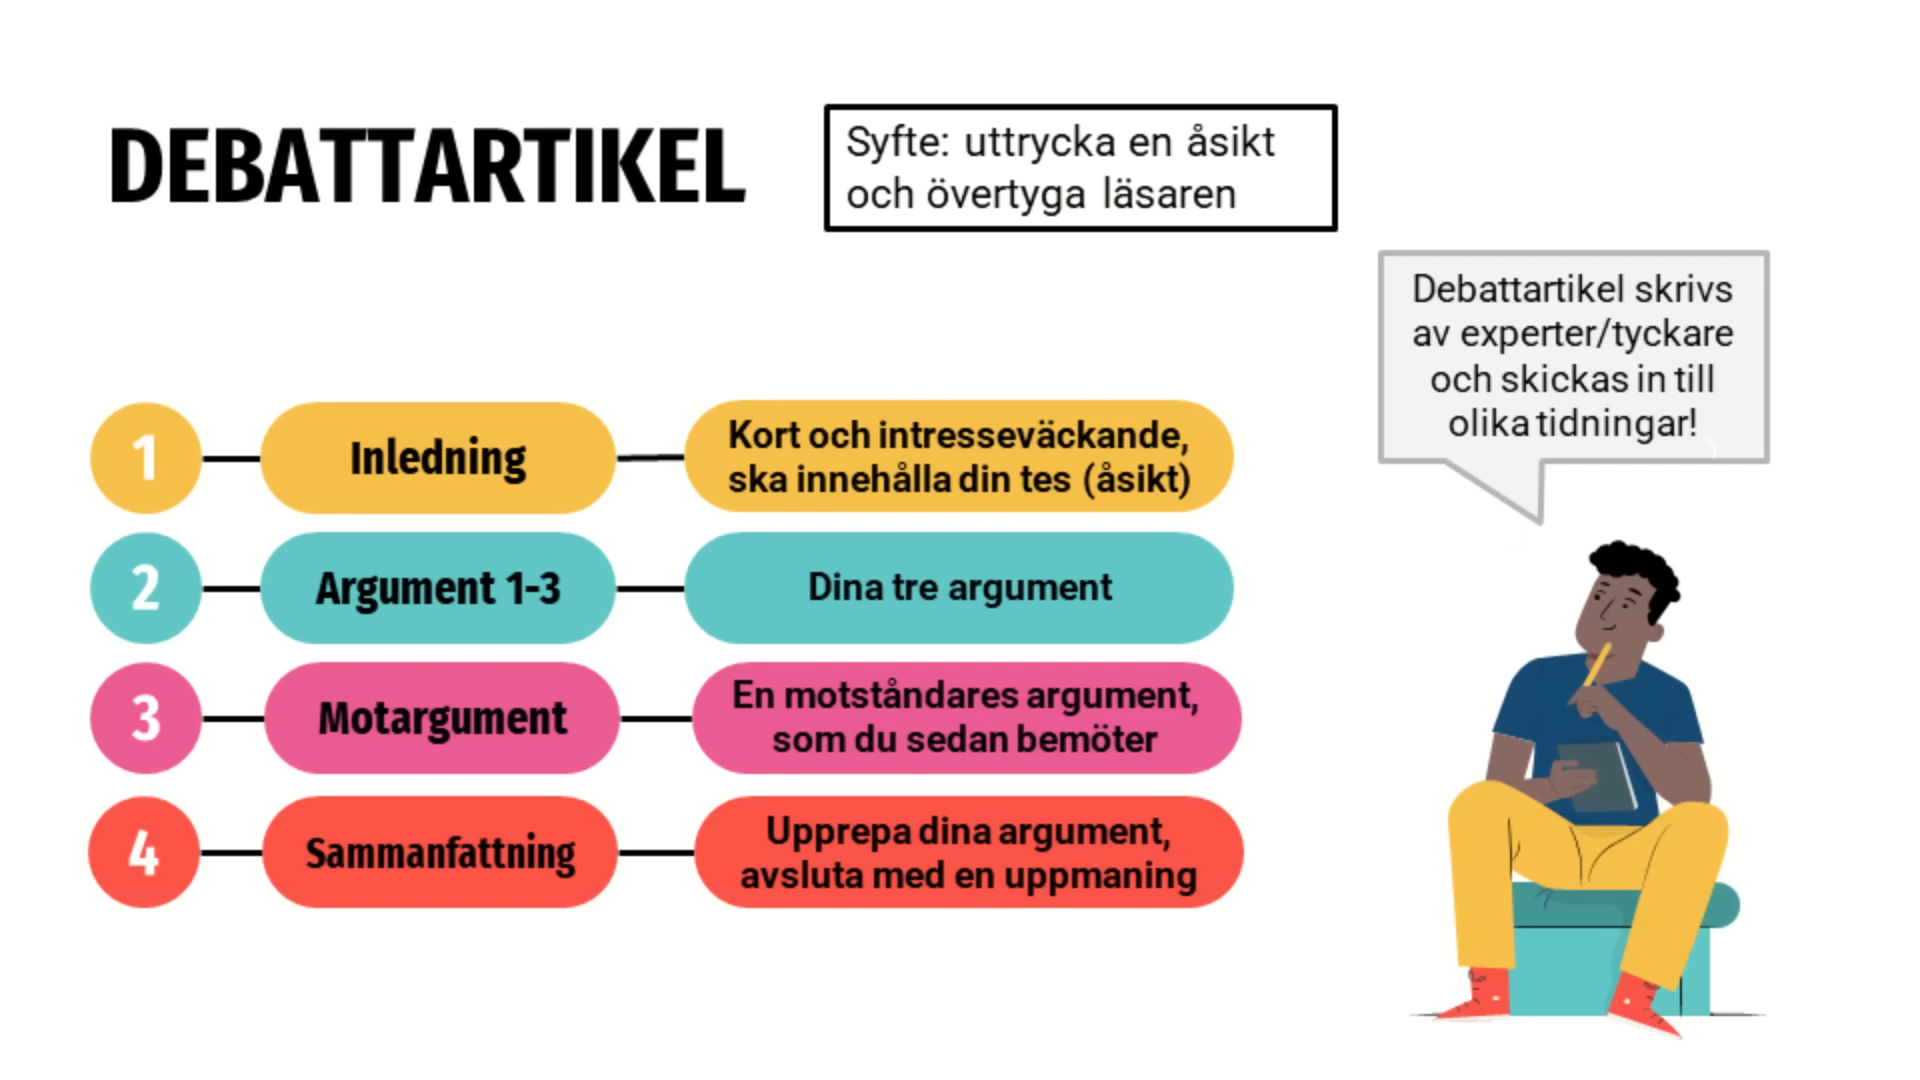 DEBATTARTIKEL
Syfte: uttrycka en åsikt
och övertyga läsaren
Debattartikel skrivs
av experter/tyckare
och skickas in till
olika tidningar!
1
Inledning
Kort och intresseväckande,
ska innehålla din tes (åsikt)
2
Argument 1-3
Dina tre argument
3
Motargument
En motståndares argument,
som du sedan bemöter
4
Sammanfattning
Upprepa dina argument,
avsluta med en uppmaning